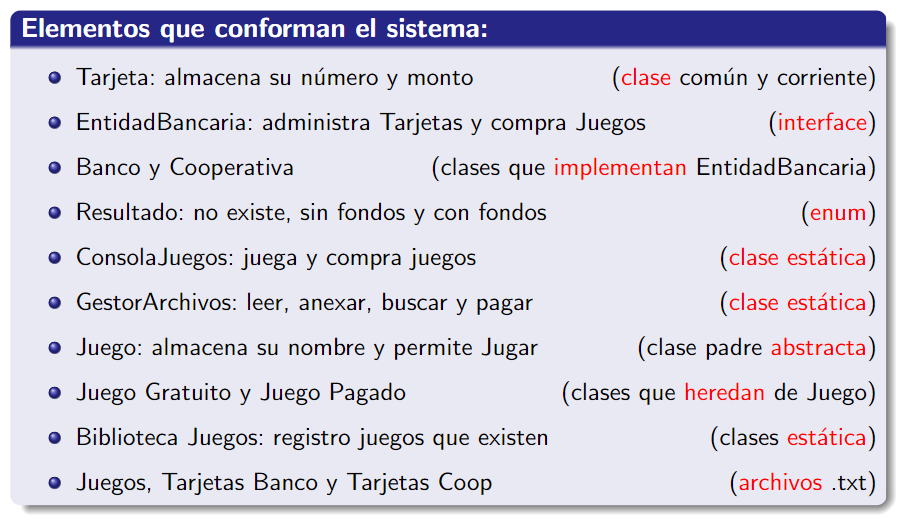 Elementos que conforman el sistema:
Tarjeta: almacena su número y monto (clase común y corriente)
EntidadBancaria: administra Tarjetas y compra Juegos (interface)
Banco y Cooperativa (clases que implementan EntidadBancaria)
Resultado: no existe, sin fondos y con fondos (enum)
ConsolaJuegos: juega y compra juegos (clase estática)
GestorArchivos: leer, anexar, buscar y pagar (clase estática)
Juego: almacena su nombre y permite Jugar (clase padre abstracta)
Juego Gratuito y Juego Pagado (clases que heredan de Juego)
Biblioteca Juegos: registro juegos que existen (clases estática)
Juegos, Tarjetas Banco y Tarjetas Coop (archivos .txt)